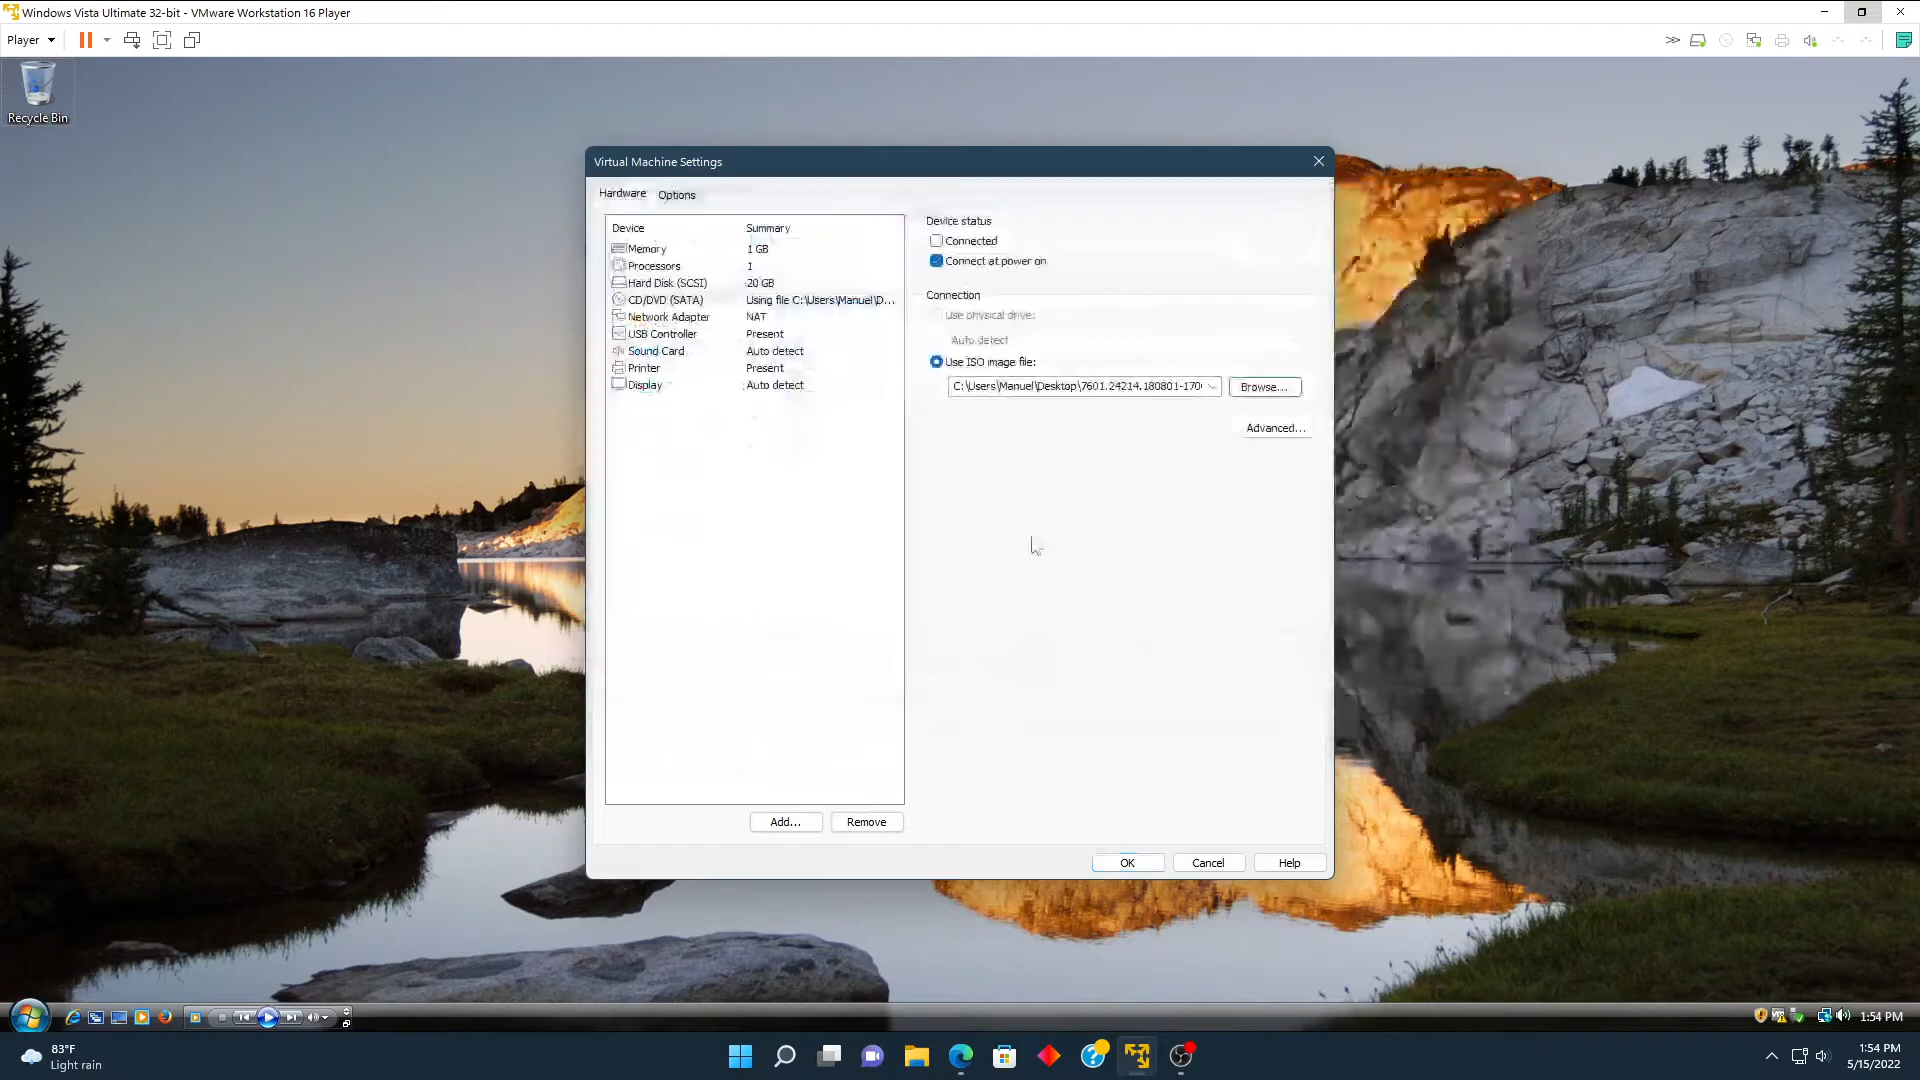 Windows Vista Ultimate 32-bit - VMware Workstation 16 Player
Player
Recycle Bin
Virtual Machine Settings
Hardware Options
Device Summary
Memory 1 GB
Processors 1
Hard Disk (SCSI) 20 GB
CD/DVD (SATA) Using file C:\Users\Manuel\D...
Network Adapter NAT
USB Controller Present
Sound Card Auto detect
Printer Present
Display Auto detect
Device status
Connected
Connect at power on
Connection
Use physical drive:
Auto detect
Use ISO image file:
C:\Users\Manuel\Desktop\7601.24214.180801-170
Browse...
Advanced...
Add... Remove
OK Cancel Help
1:54 PM
83°F
Light rain
1:54 PM
5/15/2022